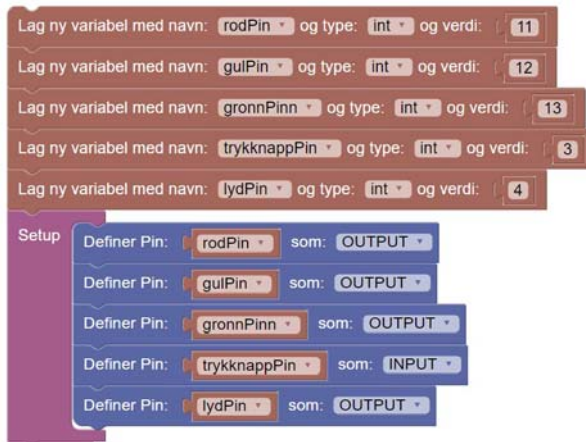 Lag ny variabel med navn: rodPin og type: int og verdi: 11
Lag ny variabel med navn: gulPin og type: int og verdi: 12
Lag ny variabel med navn: gronnPinn og type: int og verdi: 13
Lag ny variabel med navn: trykknappPin og type: int og verdi: 3
Lag ny variabel med navn: lydPin og type: int og verdi: 4
Setup
Definer Pin: rodPin som: OUTPUT
Definer Pin: gulPin som: OUTPUT
Definer Pin: gronnPinn som: OUTPUT
Definer Pin: trykknappPin som: INPUT
Definer Pin: lydPin som: OUTPUT